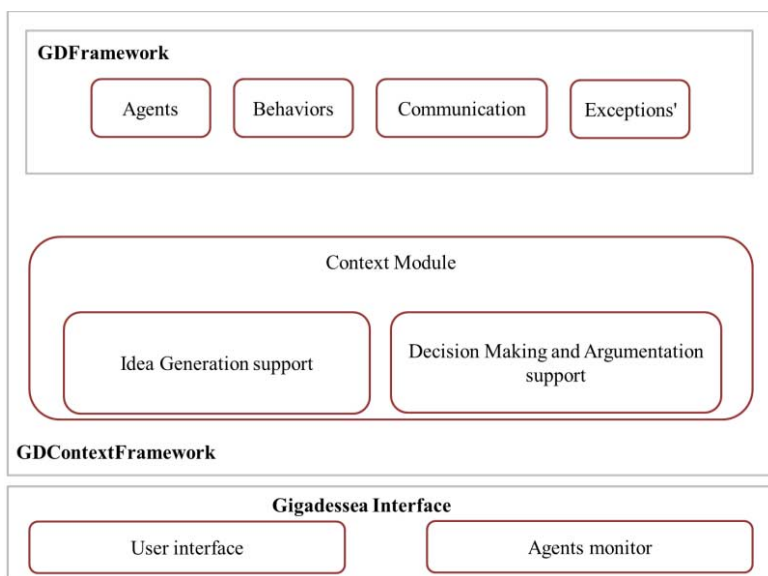 GDFramework
Agents
Behaviors
Communication
Exceptions'
Context Module
Idea Generation support
Decision Making and Argumentation
support
GDContextFramework
Gigadessea Interface
User interface
Agents monitor